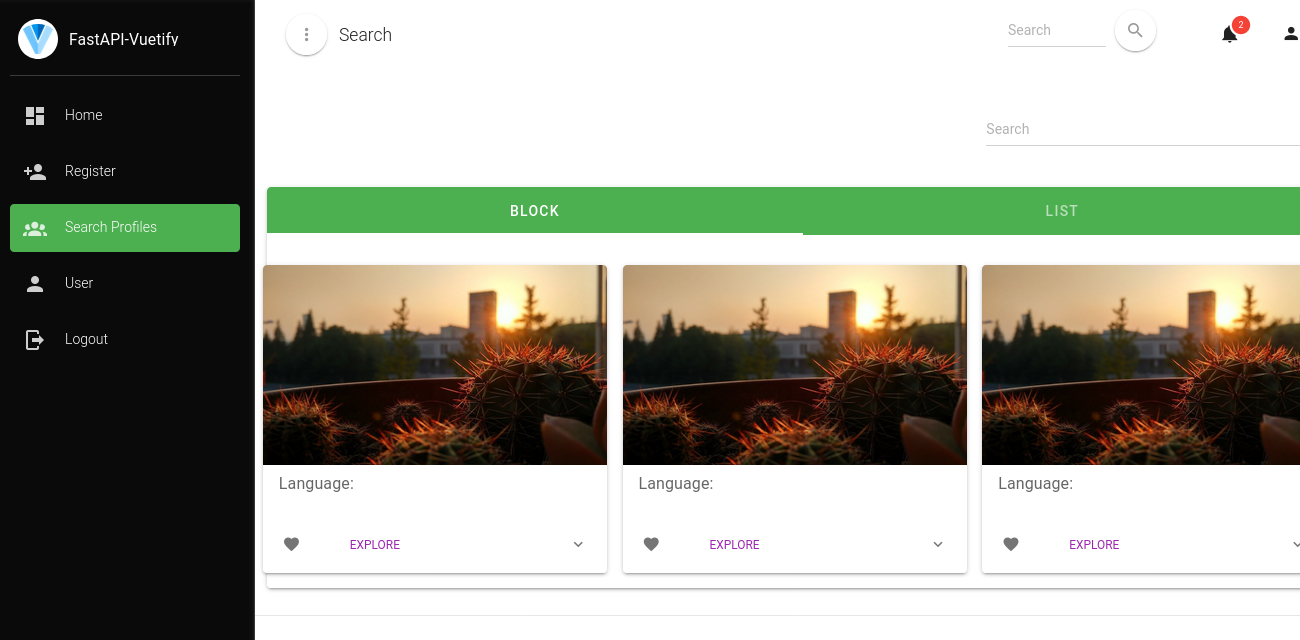 FastAPI-Vuetify
Home
Register
Search Profiles
User
Logout
Search
Search
2
Search
BLOCK
LIST
Language:
Language:
Language:
EXPLORE
EXPLORE
EXPLORE